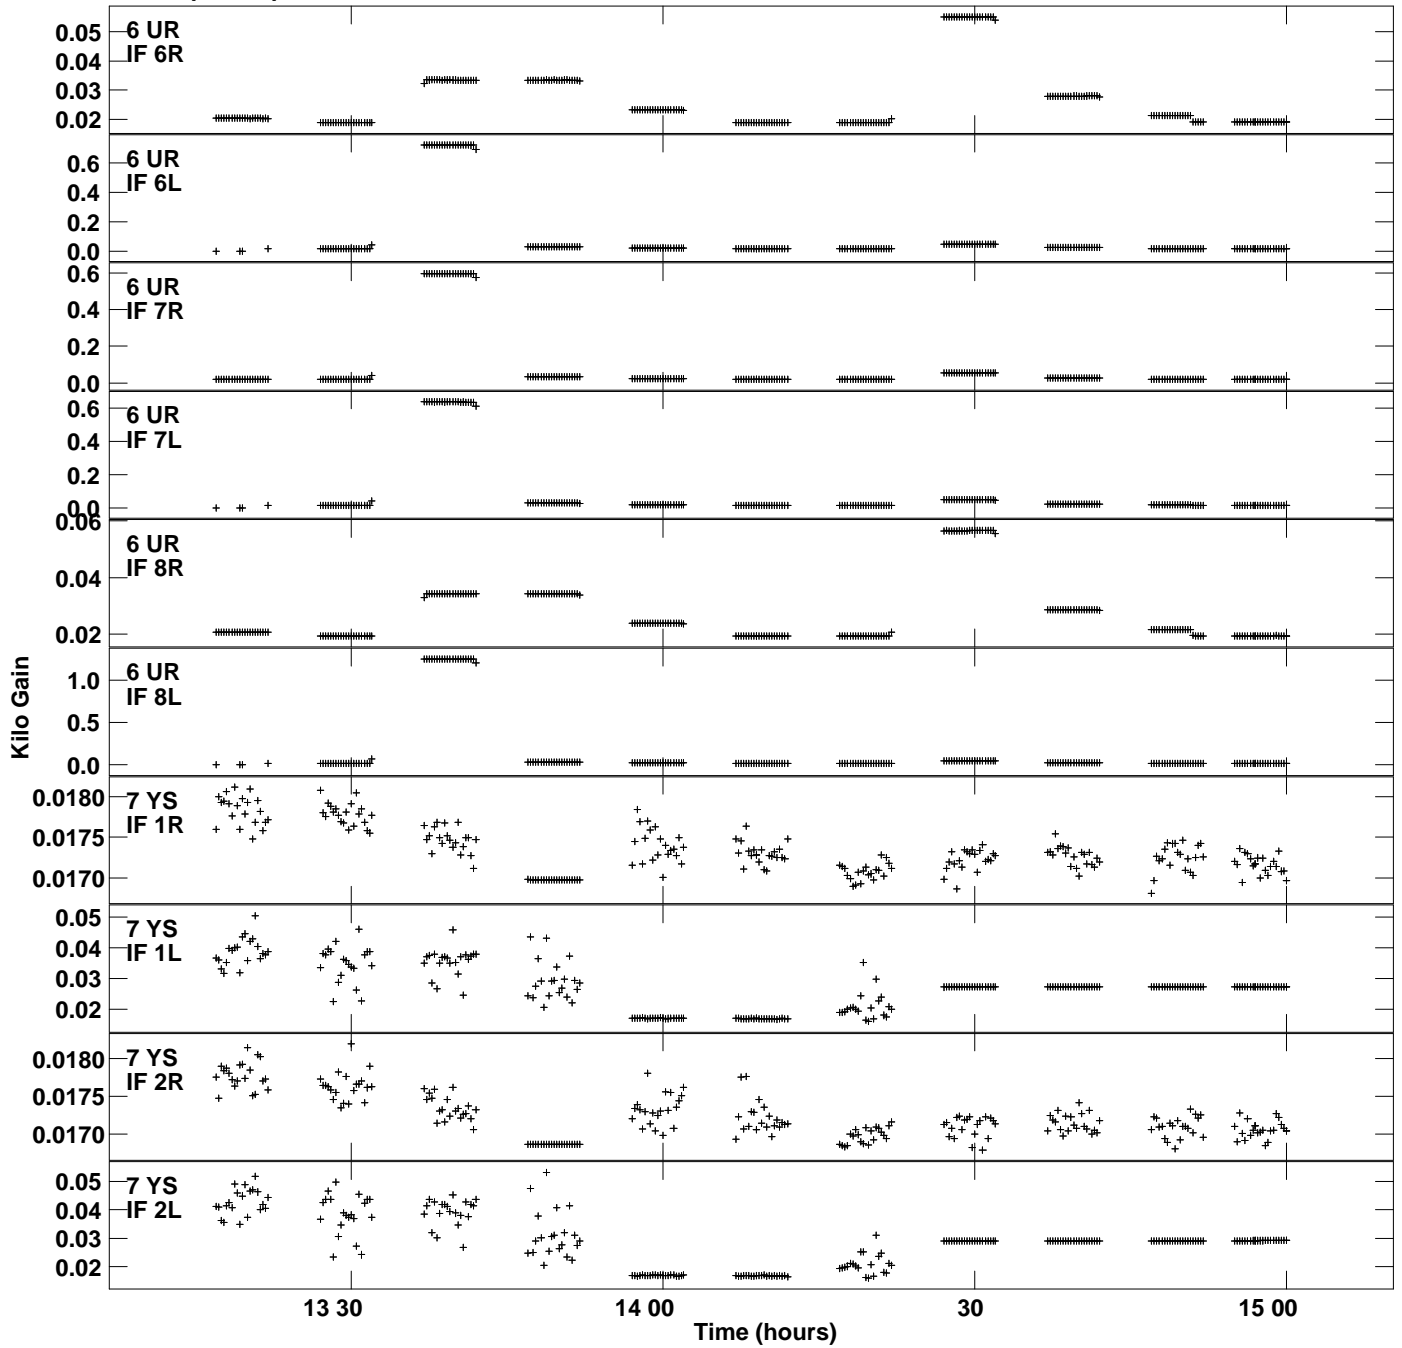 6 UR
IF 6R
0.05
0.04
0.03
0.02
6 UR
IF 6L
0.6
0.4
0.2
0.0
6 UR
IF 7R
0.6
0.4
0.2
0.0
6 UR
IF 7L
0.6
0.4
0.2
0.0
6 UR
IF 8R
0.06
0.04
0.02
6 UR
IF 8L
1.0
0.5
0.0
7 YS
IF 1R
0.0180
0.0175
0.0170
7 YS
IF 1L
0.05
0.04
0.03
0.02
7 YS
IF 2R
0.0180
0.0175
0.0170
7 YS
IF 2L
0.05
0.04
0.03
0.02
Kilo Gain
13 30
14 00
30
15 00
Time (hours)